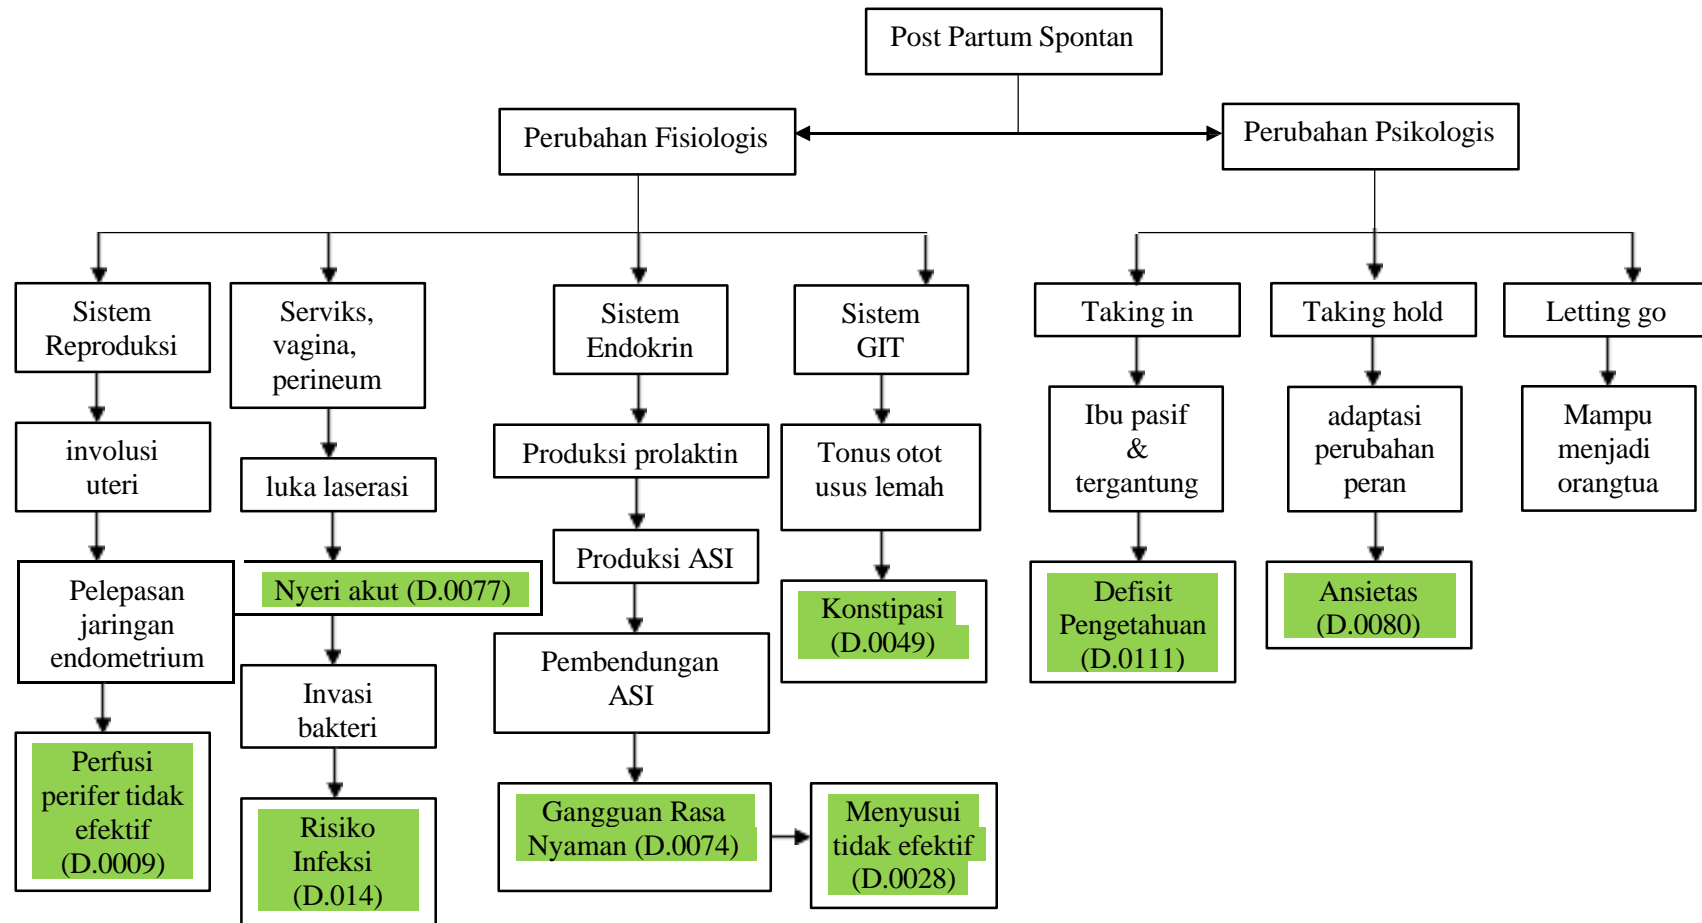 Post Partum Spontan
Perubahan Fisiologis
Perubahan Psikologis
Sistem
Reproduksi
Serviks,
vagina,
perineum
Sistem
Endokrin
Sistem
GIT
Taking in
Taking hold
Letting go
involusi
uteri
luka laserasi
Produksi prolaktin
Tonus otot
usus lemah
Ibu pasif
&
tergantung
adaptasi
perubahan
peran
Mampu
menjadi
orangtua
Pelepasan
jaringan
endometrium
Nyeri akut (D.0077)
Produksi ASI
Konstipasi
(D.0049)
Defisit
Pengetahuan
(D.0111)
Ansietas
(D.0080)
Invasi
bakteri
Pembendungan
ASI
Perfusi
perifer tidak
efektif
(D.0009)
Risiko
Infeksi
(D.014)
Gangguan Rasa
Nyaman (D.0074)
Menyusui
tidak efektif
(D.0028)